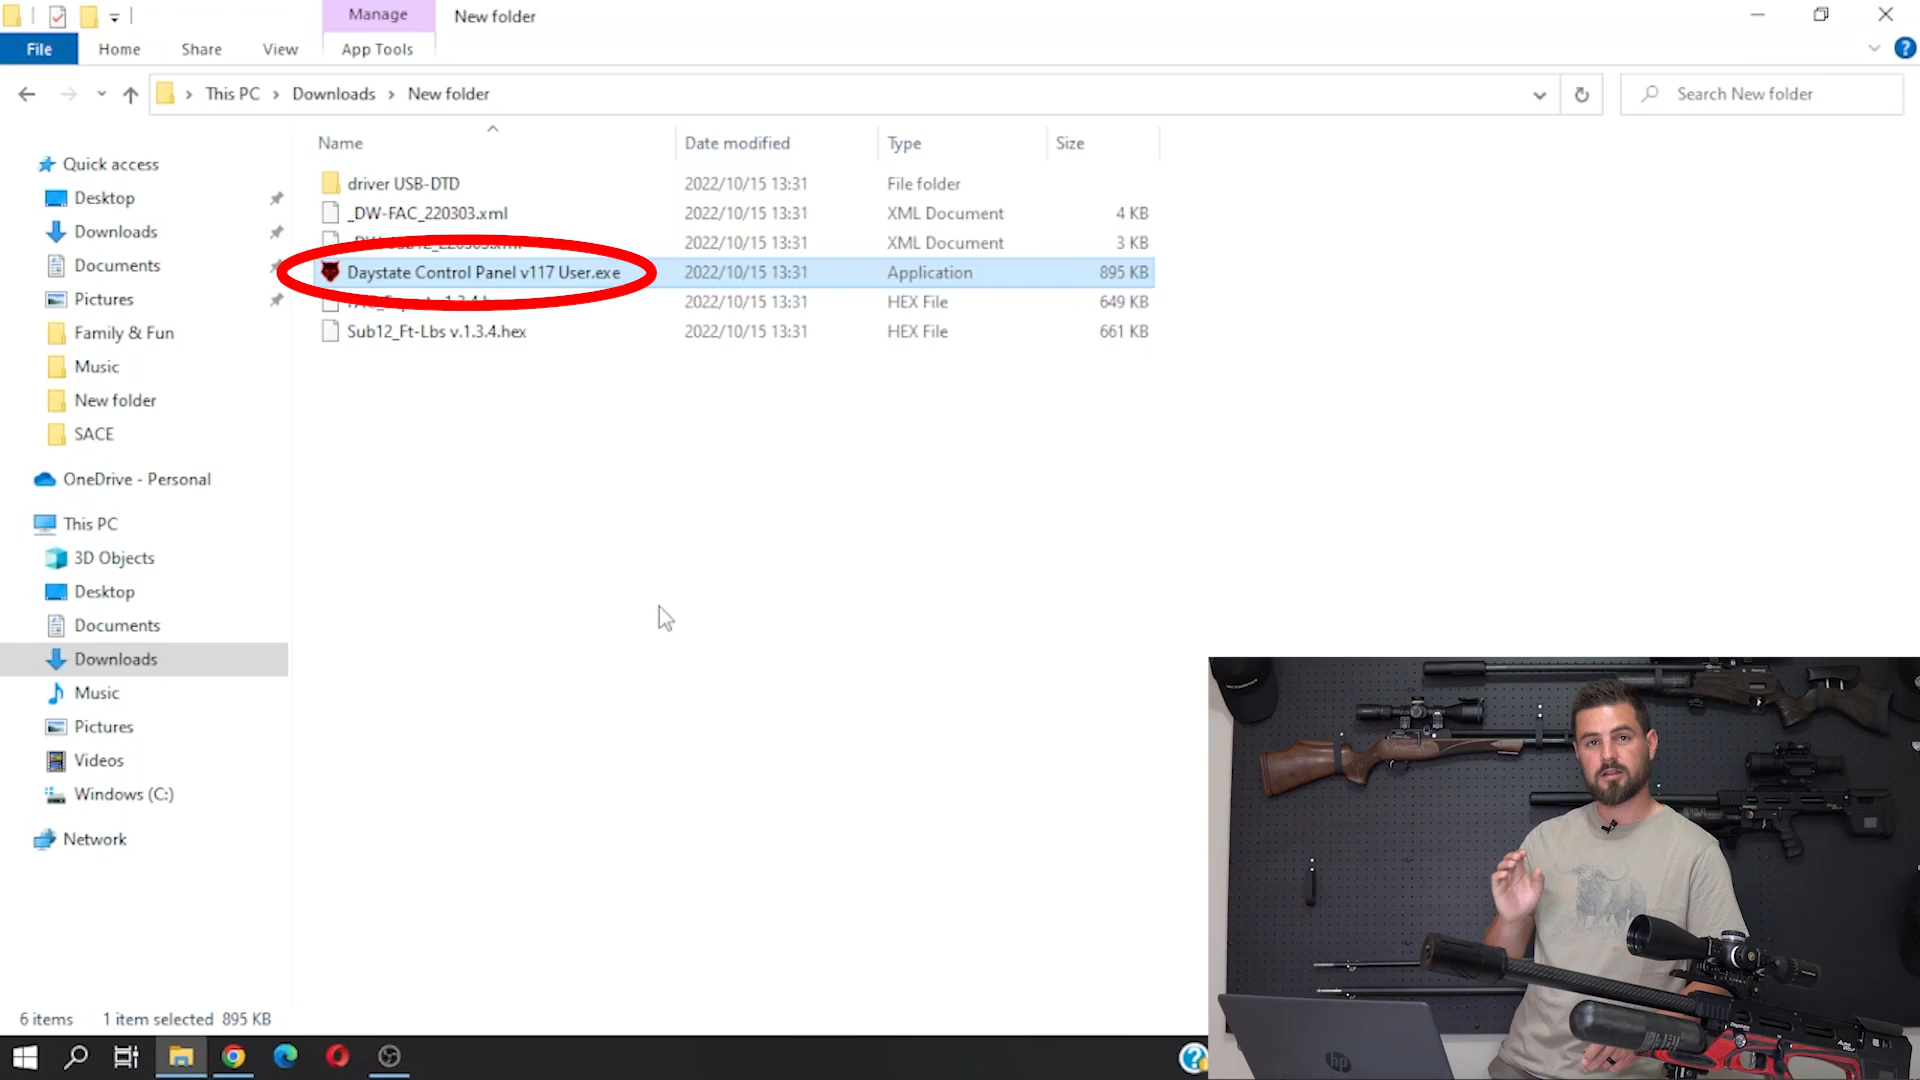 Manage
New folder
File
Home
Share
View
App Tools
This PC
Downloads
New folder
Search New folder
Name
Date modified
Type
Size
Quick access
Desktop
Downloads
Documents
Pictures
Family & Fun
Music
New folder
SACE
OneDrive - Personal
This PC
3D Objects
Desktop
Documents
Downloads
Music
Pictures
Videos
Windows (C:)
Network
driver USB-DTD 2022/10/15 13:31 File folder
_DW-FAC_220303.xml 2022/10/15 13:31 XML Document 4 KB
2022/10/15 13:31 XML Document 3 KB
Daystate Control Panel v117 User.exe 2022/10/15 13:31 Application 895 KB
2022/10/15 13:31 HEX File 649 KB
Sub12_Ft-Lbs v.1.3.4.hex 2022/10/15 13:31 HEX File 661 KB
6 items 1 item selected 895 KB
hp